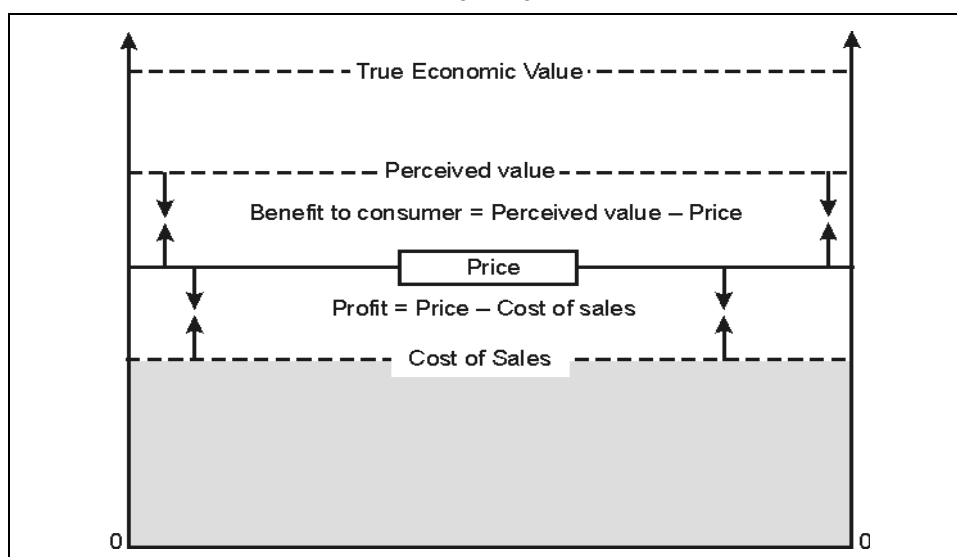 True Economic Value
Perceived value
Benefit to consumer = Perceived value – Price
Price
Profit = Price – Cost of sales
Cost of Sales
0 0